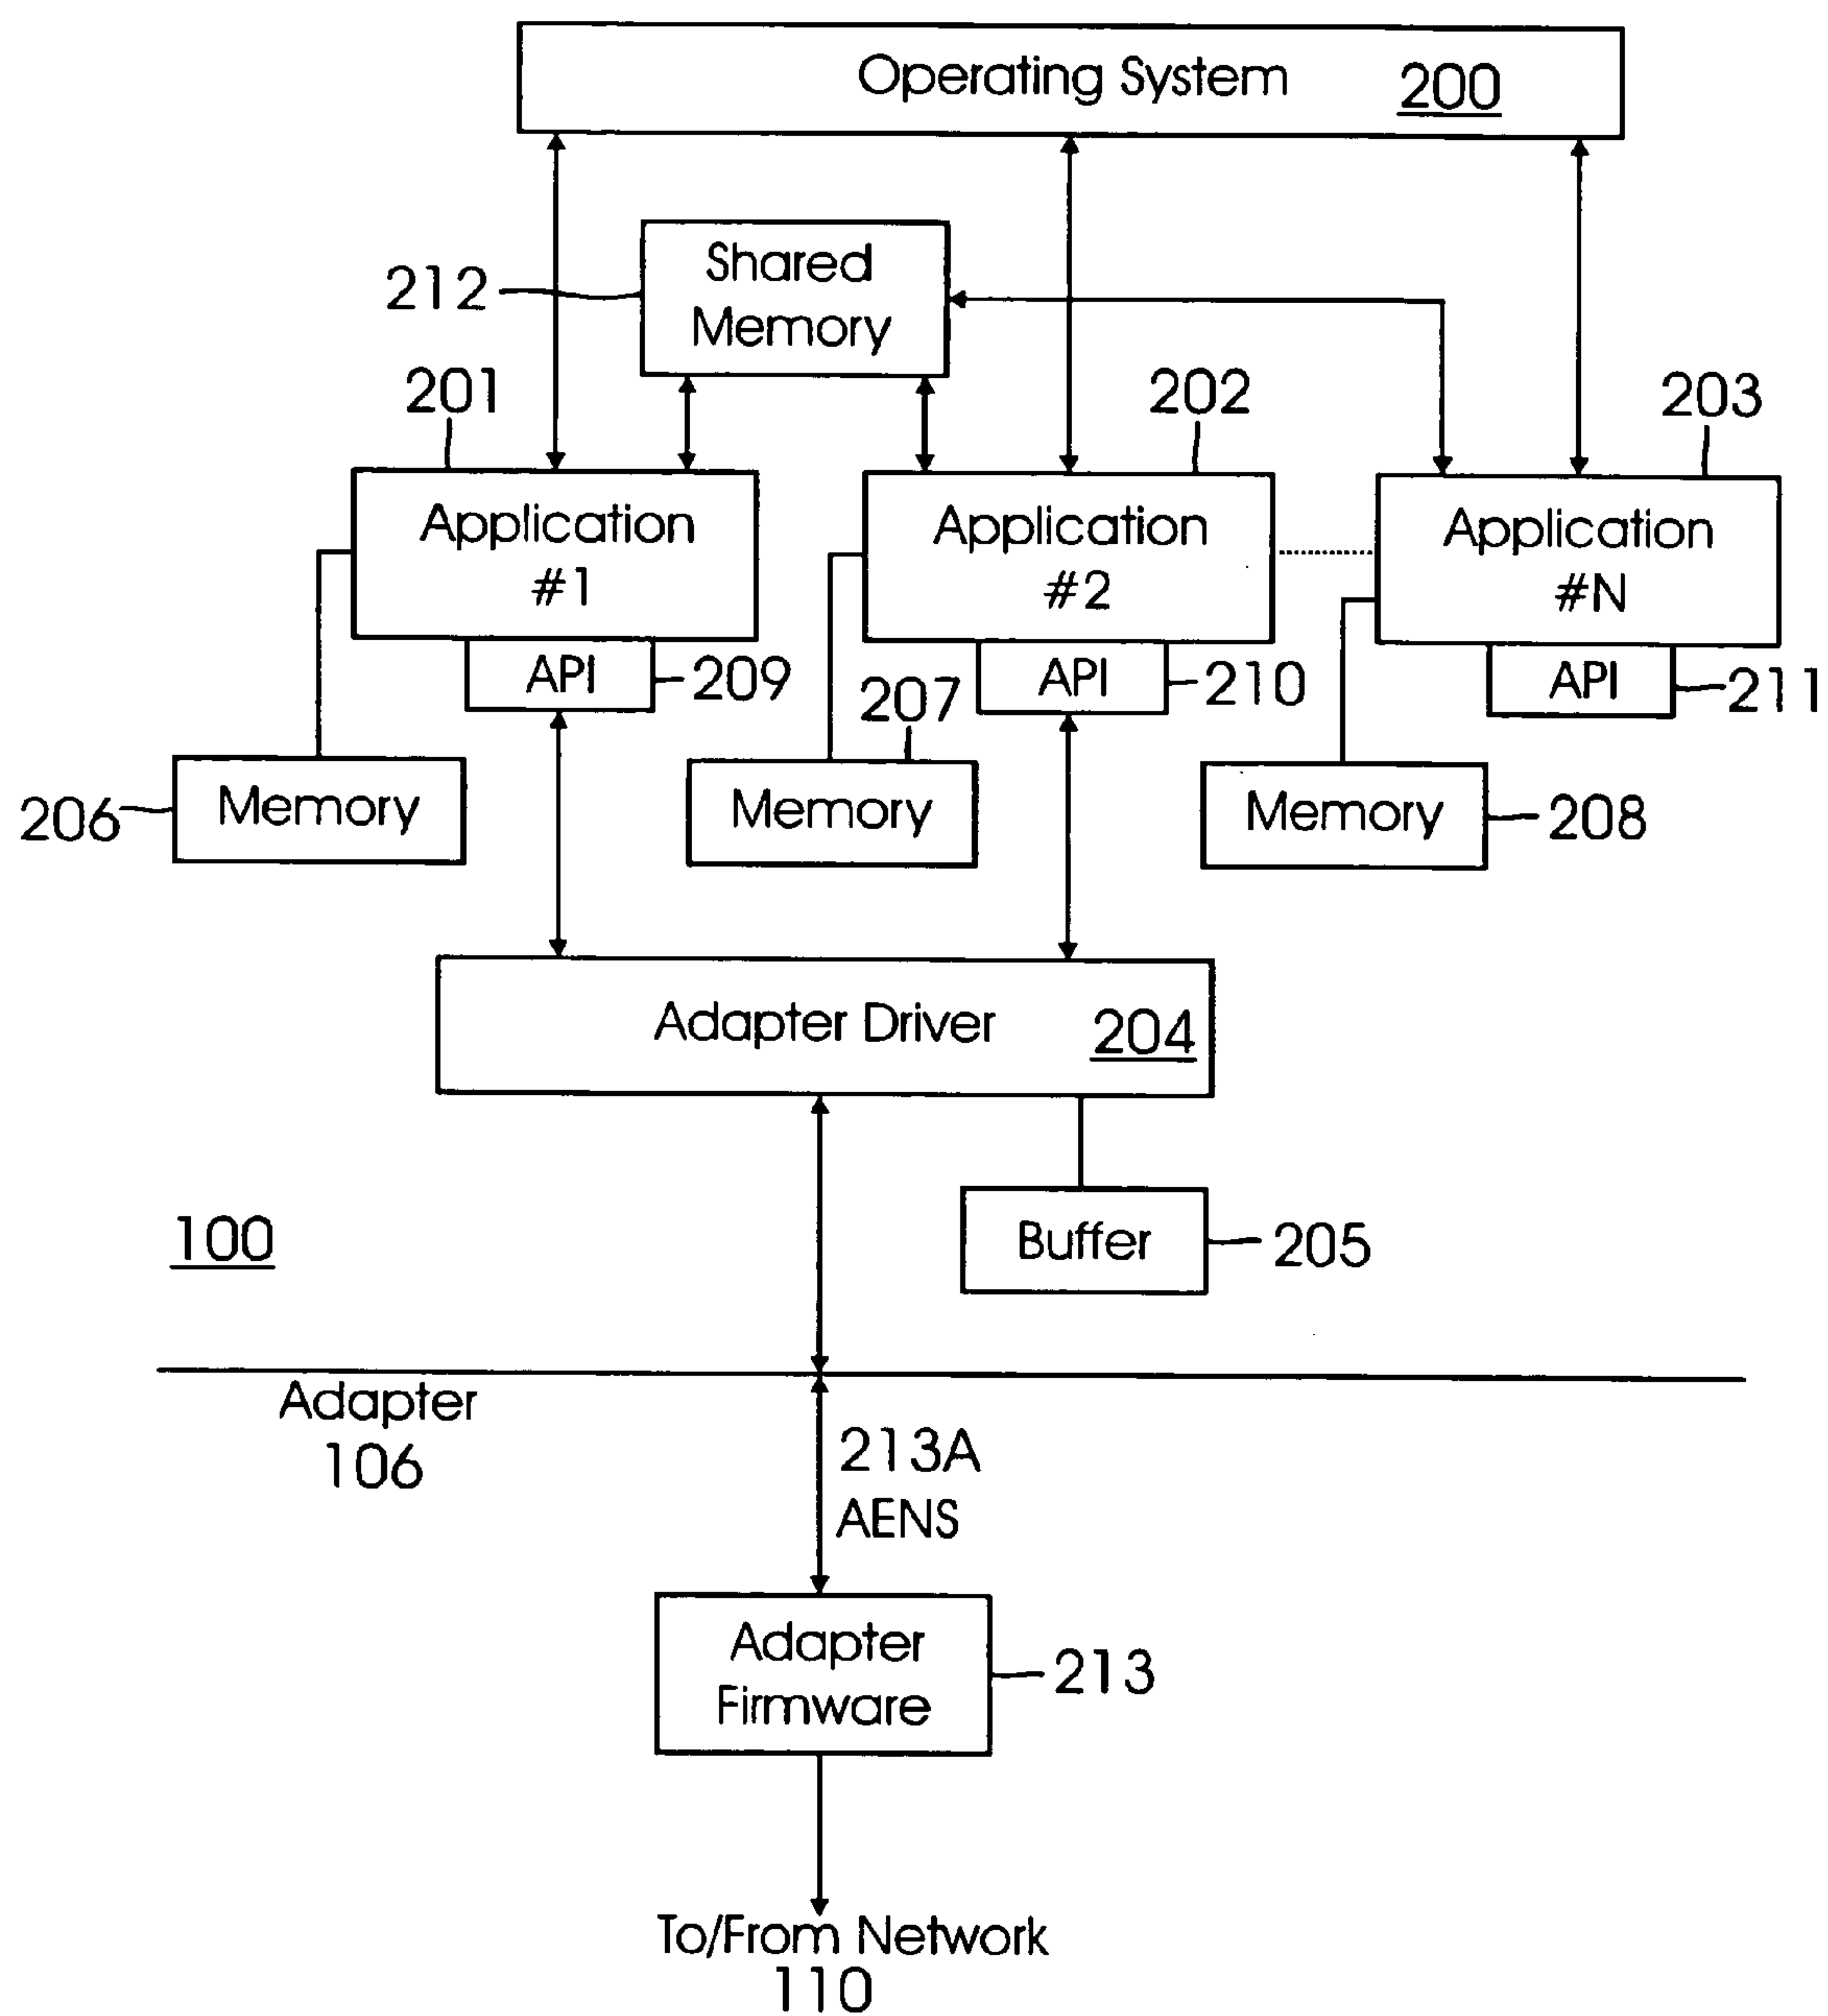 Operating System 200
Shared
Memory
212
201
202
203
Application
#1
Application
#2
Application
#N
API
209
API
210
API
211
207
206
Memory
Memory
Memory
208
Adapter Driver 204
100
Buffer
205
Adapter
106
213A
AENS
Adapter
Firmware
213
To/From Network
110